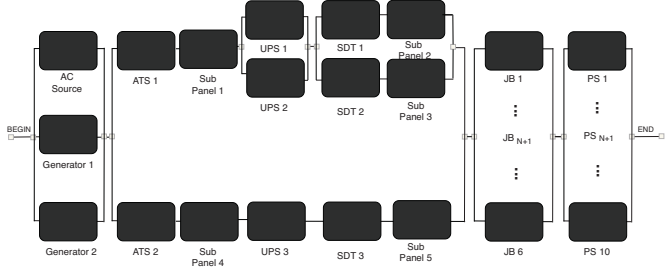 BEGIN
AC
Source
Generator 1
Generator 2
ATS 1
Sub
Panel 1
UPS 1
UPS 2
SDT 1
Sub
Panel 2
SDT 2
Sub
Panel 3
ATS 2
Sub
Panel 4
UPS 3
SDT 3
Sub
Panel 5
JB 1
JB N+1
JB 6
PS 1
PS N+1
PS 10
END